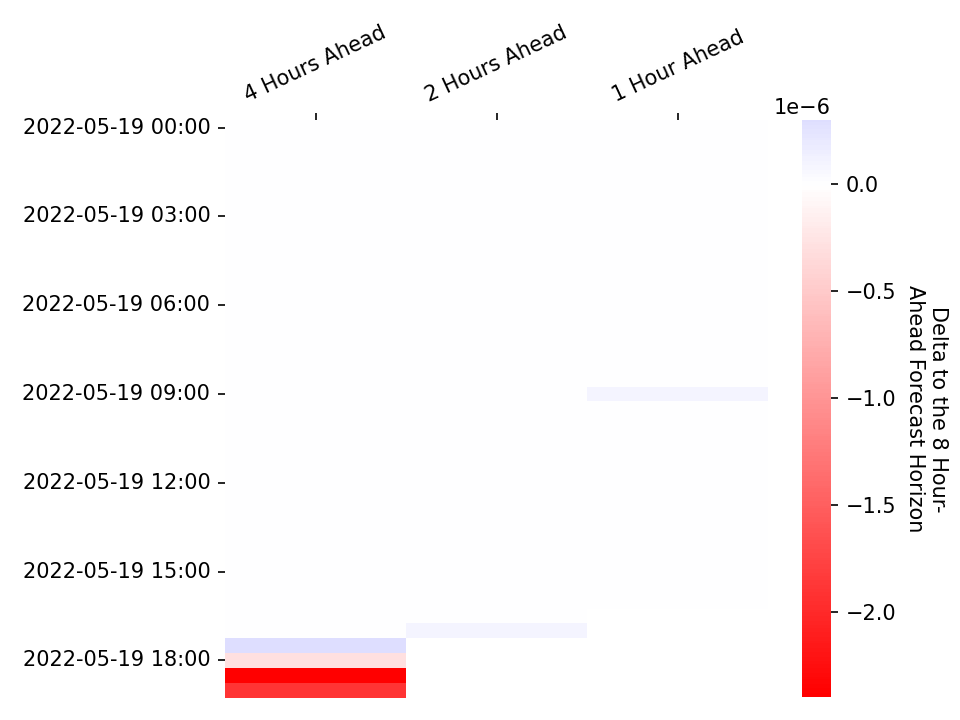 4 Hours Ahead
2 Hours Ahead
1 Hour Ahead
1e−6
2022-05-19 00:00
2022-05-19 03:00
2022-05-19 06:00
2022-05-19 09:00
2022-05-19 12:00
2022-05-19 15:00
2022-05-19 18:00
0.0
−0.5
−1.0
−1.5
−2.0
Delta to the 8 Hour-
Ahead Forecast Horizon